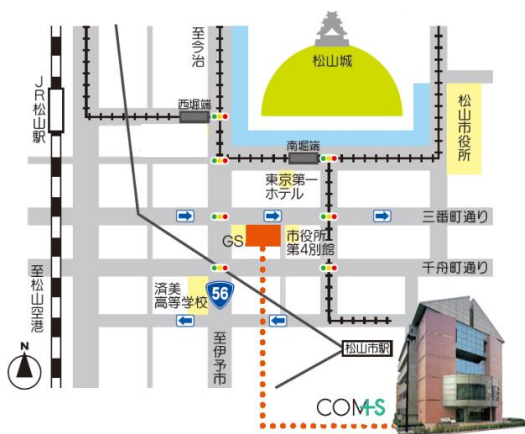 至今治
松山城
JR松山駅
西堀端
松山市役所
南堀端
東京第一
ホテル
三番町通り
GS
市役所
第4別館
千舟町通り
至松山空港
済美
高等学校
56
N
至伊予市
松山市駅
COM+S